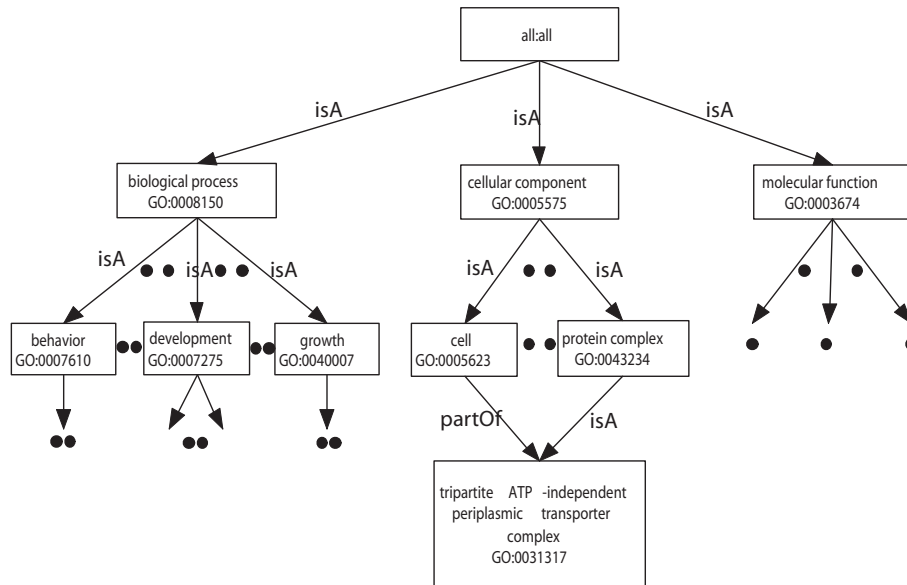 all:all
isA
isA
isA
biological process
GO:0008150
cellular component
GO:0005575
molecular function
GO:0003674
isA
isA
isA
isA
isA
behavior
GO:0007610
development
GO:0007275
growth
GO:0040007
cell
GO:0005623
protein complex
GO:0043234
partOf
isA
tripartite ATP -independent
periplasmic transporter
complex
GO:0031317